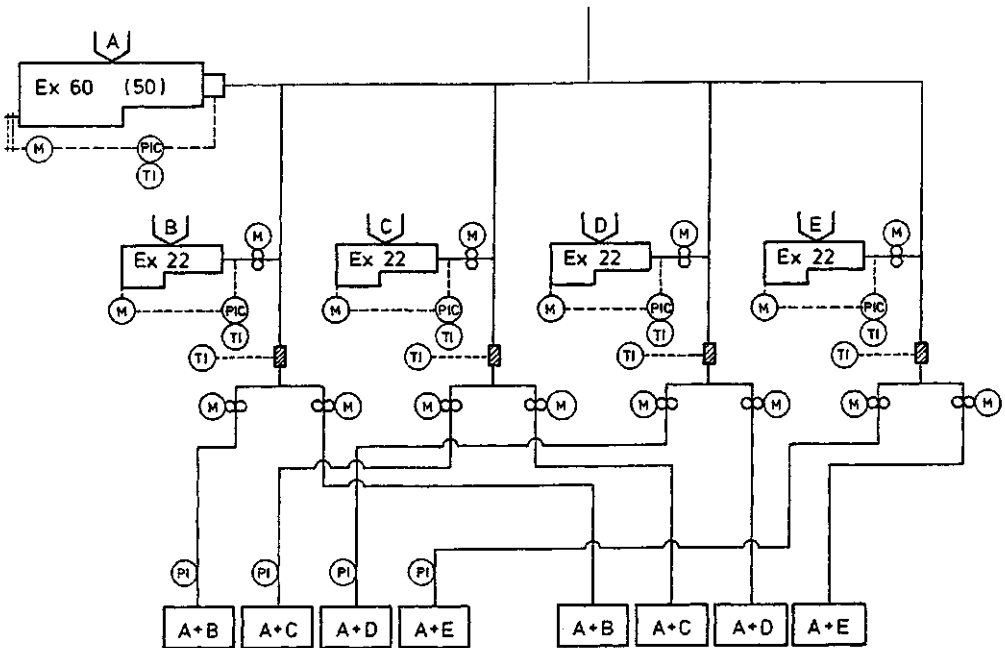 A
Ex 60 (50)
M PIC
TI
B M C M D M E M
Ex 22 Ex 22 Ex 22 Ex 22
M PIC M PIC M PIC M PIC
TI TI TI TI
TI TI TI TI
M M M M M M M M
PI PI PI PI
A+B A+C A+D A+E A+B A+C A+D A+E